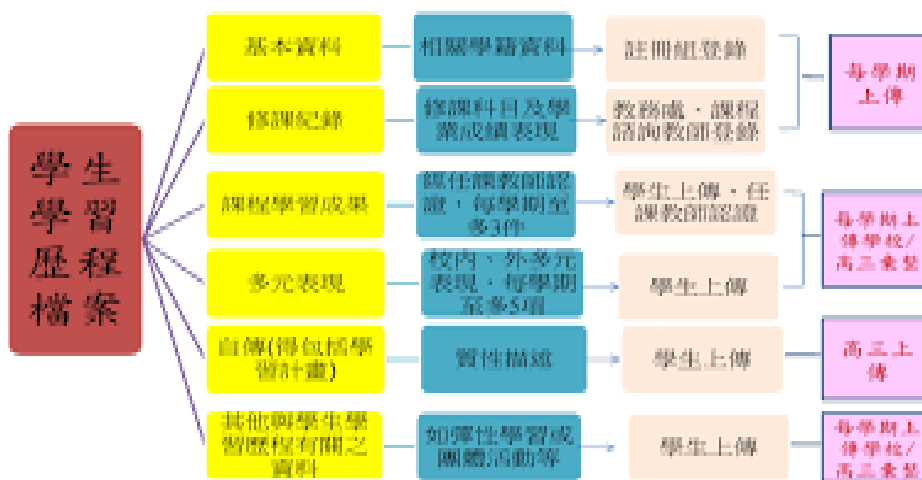 學生
學習
歷程
檔案
基本資料
相關學籍資料
註冊組登錄
每學期
上傳
修課紀錄
修課科目及學
業成績表現
教務處、課程
諮詢教師登錄
課程學習成果
經任課教師認
證，每學期至
多3件
學生上傳、任
課教師認證
每學期上
傳學校/
高三彙整
多元表現
校內、外多元
表現，每學期
至多5項
學生上傳
自傳(得包括學
習計畫)
質性描述
學生上傳
高三上
傳
其他與學生學
習歷程有關之
資料
如彈性學習或
團體活動等
學生上傳
每學期上
傳學校/
高三彙整